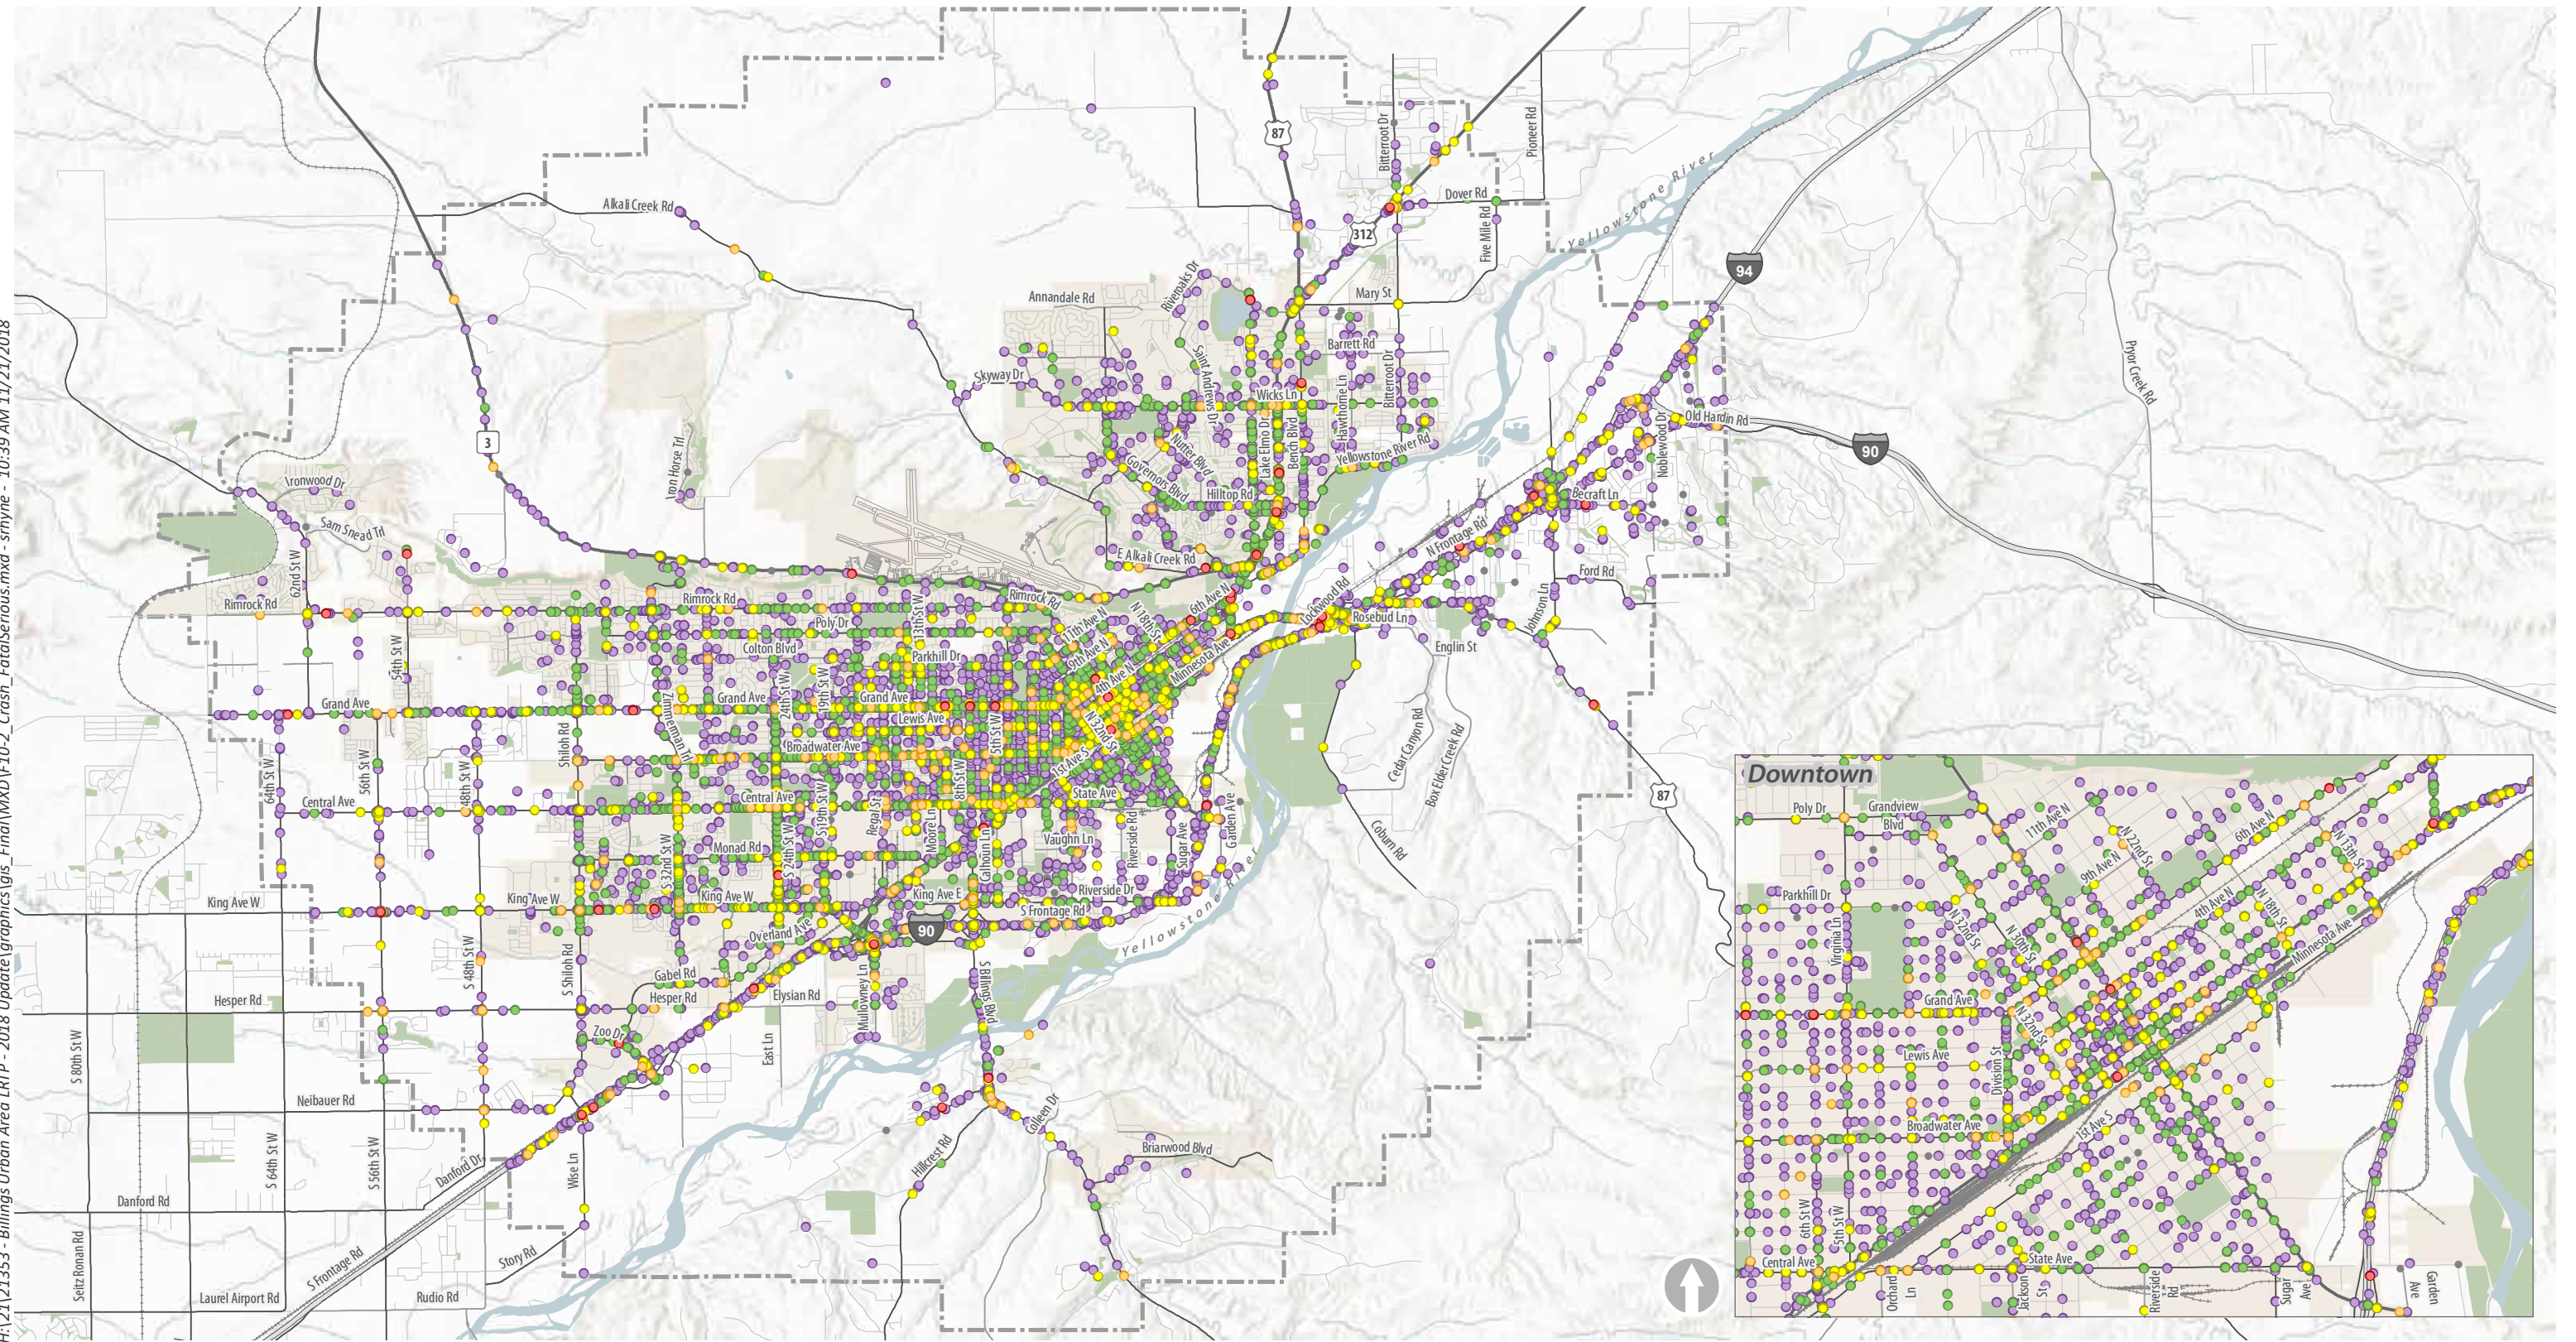 H:\21\21353 - Billings Urban Area LRTP - 2018 Update\graphics\gis_Final\MXD\F10-2_Crash_FatalSerious.mxd - srhyne - 10:39 AM 11/21/2018
87
Bitterroot Dr
Pioneer Rd
Yellowstone River
Alkali Creek Rd
Dover Rd
Five Mile Rd
312
94
Annandale Rd
Riveroaks Dr
Mary St
Barrett Rd
Saint Andrews Dr
Skyway Dr
Wicks Ln
Hawthorne Ln
Bitterroot Dr
Pryor Creek Rd
3
Iron Horse Trl
Nutter Blvd
Lake Elmo Dr
Bench Blvd
Yellowstone River Rd
Noblewood Dr
Old Hardin Rd
90
Ironwood Dr
Governors Blvd
Hilltop Rd
Becraft Ln
Sam Snead Trl
N Frontage Rd
E Alkali Creek Rd
Ford Rd
62nd St W
Rimrock Rd
Rimrock Rd
Rimrock Rd
13th St W
6th Ave N
Lockwood Rd
Johnson Ln
Poly Dr
11th Ave N
N 18th St
Rosebud Ln
54th St W
Colton Blvd
Parkhill Dr
9th Ave N
Minnesota Ave
Englin St
Grand Ave
Zimmerman Trl
Grand Ave
24th St W
19th St W
Grand Ave
4th Ave N
Lewis Ave
5th St W
N 32nd St
Shiloh Rd
Broadwater Ave
1st Ave S
Cedar Canyon Rd
Box Elder Creek Rd
64th St W
56th St W
48th St W
Central Ave
Central Ave
6th St W
State Ave
87
S 19th St W
Regal St
Moore Ln
Calhoun Ln
Vaughn Ln
Riverside Rd
Sugar Ave
Garden Ave
Coburn Rd
Monad Rd
S 32nd St W
S 24th St W
King Ave W
King Ave W
King Ave W
King Ave E
Riverside Dr
S Frontage Rd
90
Overland Ave
Yellowstone River
S 48th St W
S Shiloh Rd
Gabel Rd
Hesper Rd
Hesper Rd
Elysian Rd
Mullowney Ln
S Billings Blvd
Zoo Dr
East Ln
S 80th St W
Neibauer Rd
Colleen Dr
S 64th St W
S 56th St W
Danford Dr
Wise Ln
Hillcrest Rd
Briarwood Blvd
Danford Rd
Seitz Ronan Rd
S Frontage Rd
Story Rd
Laurel Airport Rd
Rudio Rd
Downtown
Poly Dr
Grandview
Blvd
11th Ave N
N 22nd St
6th Ave N
N 13th St
9th Ave N
Parkhill Dr
Virginia Ln
N 32nd St
N 30th St
4th Ave N
N 18th St
Minnesota Ave
Grand Ave
N 32nd St
Lewis Ave
Division St
Broadwater Ave
1st Ave S
6th St W
5th St W
Central Ave
State Ave
Orchard
Ln
Jackson
St
Riverside
Rd
Sugar
Ave
Garden
Ave